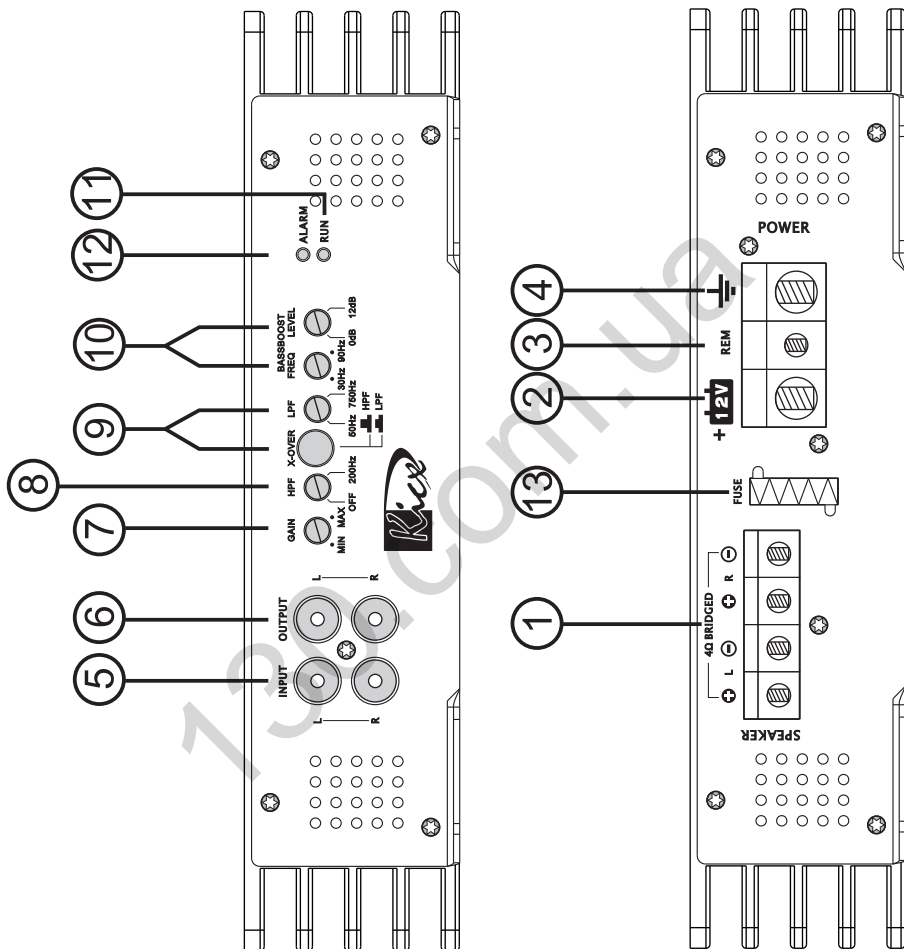 11
12
10
9
8
7
6
5
ALARM
RUN
BASSBOOST
FREQ
LEVEL
30Hz
90Hz
0dB
12dB
X-OVER
LPF
50Hz
750Hz
HPF
LPF
HPF
OFF
200Hz
GAIN
MIN
MAX
Kicx
OUTPUT
INPUT
L
R
L
R
4
3
2
13
1
POWER
REM
+ 12V
FUSE
4Ω BRIDGED
+ L − + R −
SPEAKER
130.com.ua